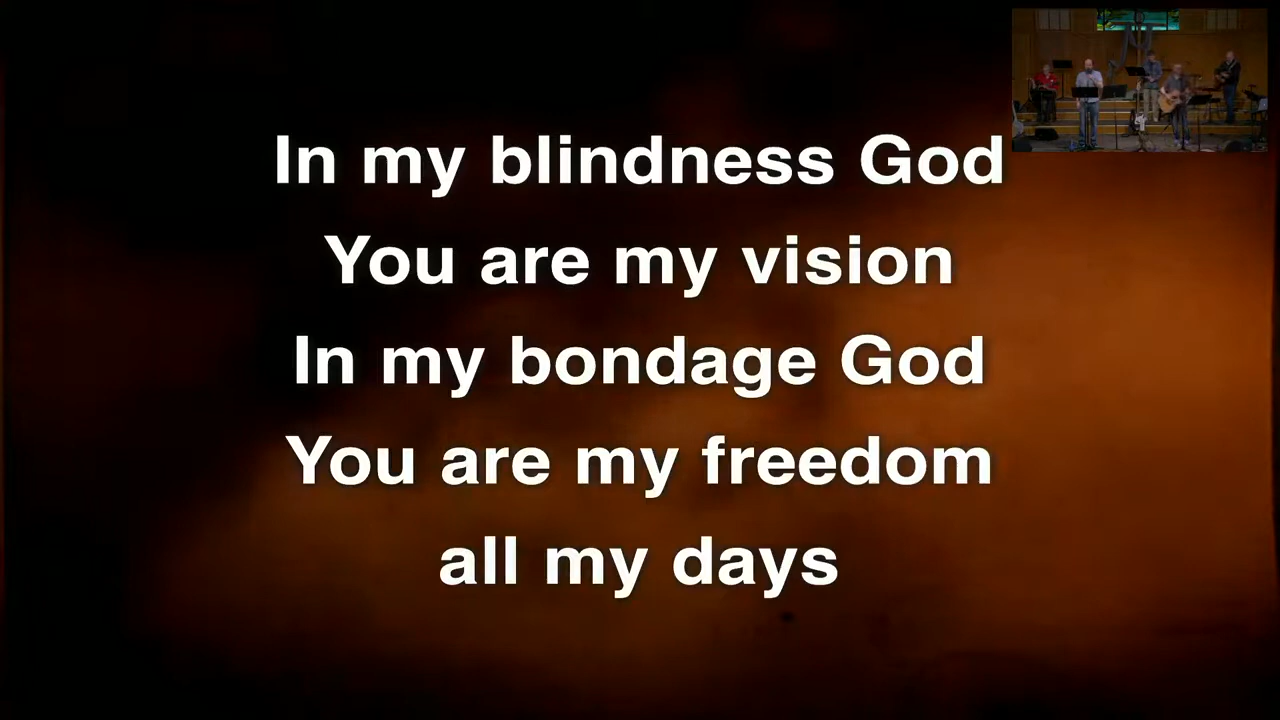 In my blindness God
You are my vision
In my bondage God
You are my freedom
all my days